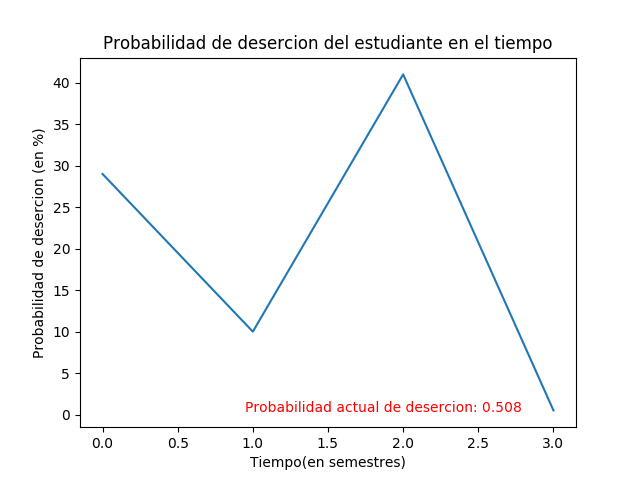 Probabilidad de desercion del estudiante en el tiempo
Probabilidad de desercion (en %)
40
35
30
25
20
15
10
5
0
Probabilidad actual de desercion: 0.508
0.0 0.5 1.0 1.5 2.0 2.5 3.0
Tiempo(en semestres)